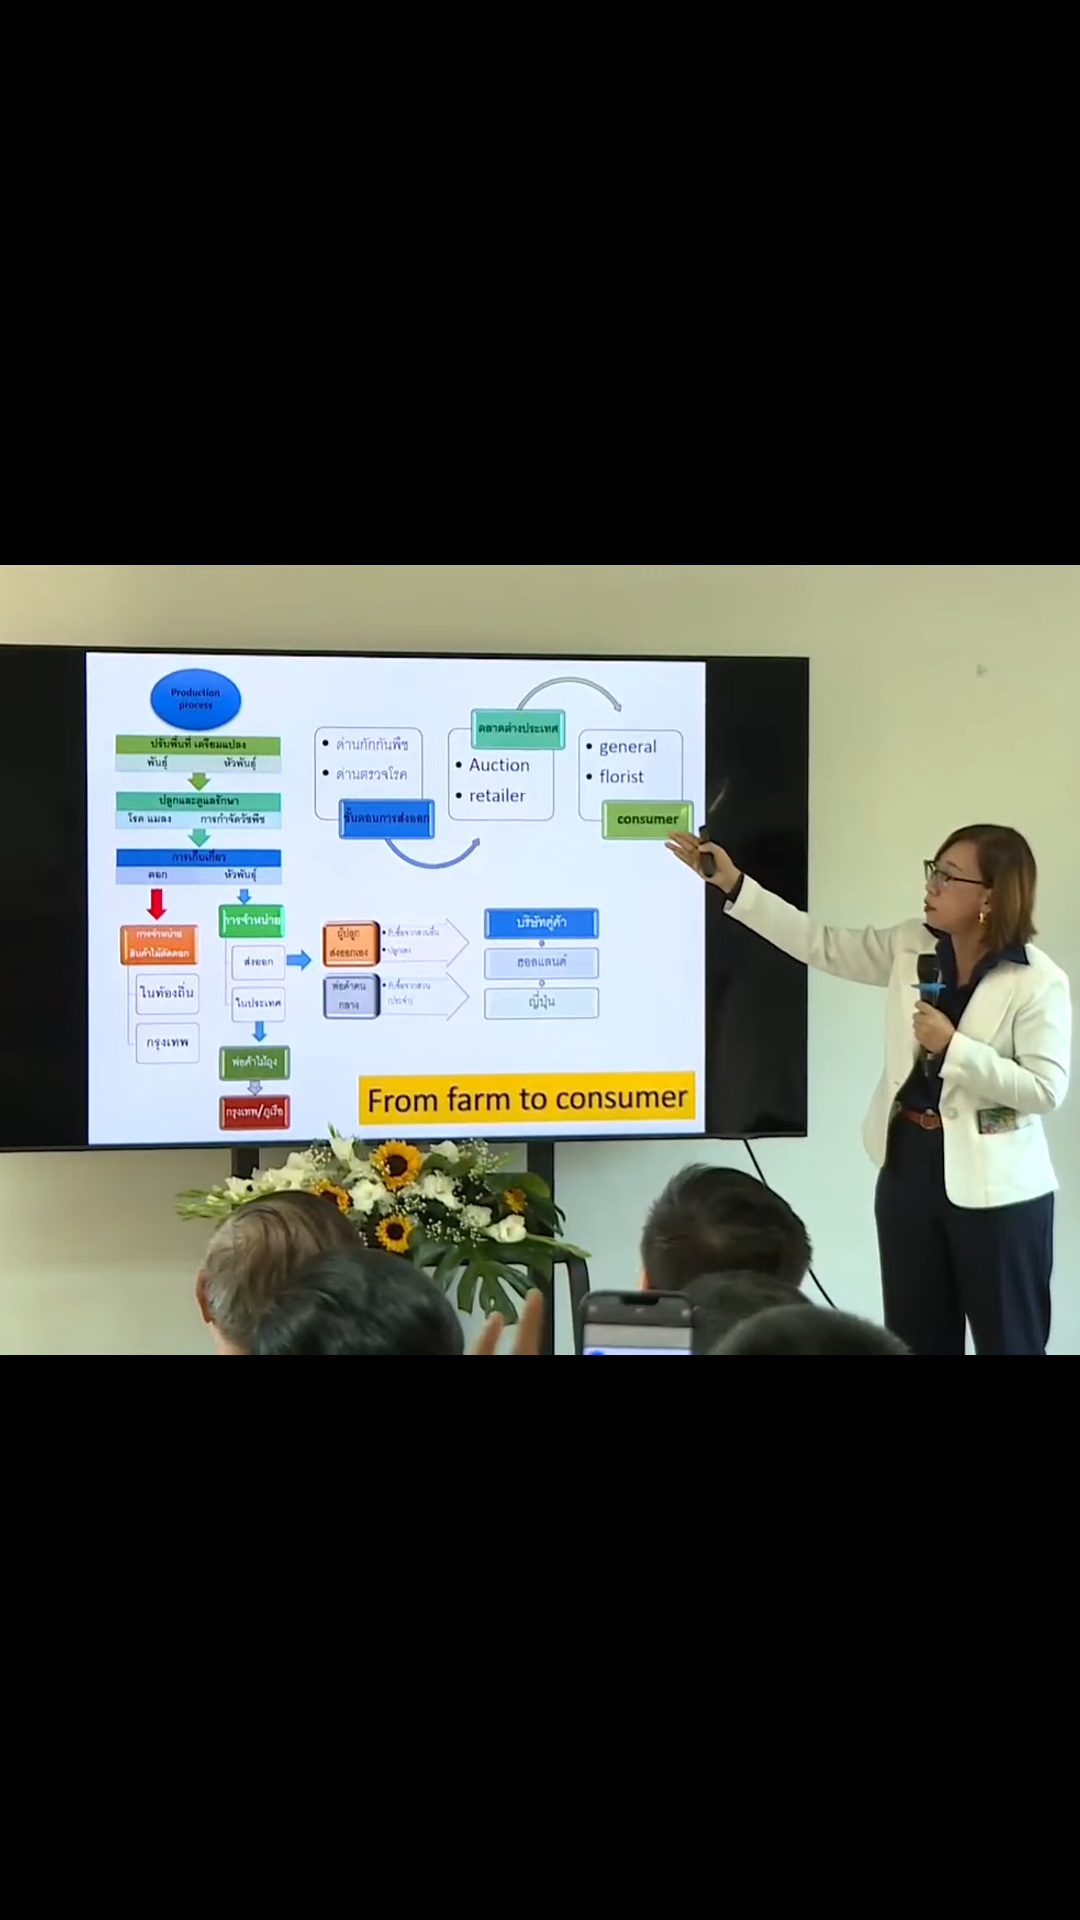 Production
process
ปรับพื้นที่ เตรียมแปลง
พันธุ์ หัวพันธุ์
ปลูกและดูแลรักษา
โรค แมลง การกำจัดวัชพืช
การเก็บเกี่ยว
ดอก หัวพันธุ์
การจำหน่าย
สินค้าไม้ตัดดอก
ในท้องถิ่น
กรุงเทพ
การจำหน่าย
ส่งออก
ในประเทศ
พ่อค้าไม้ถุง
กรุงเทพ/ภูเรือ
ด่านกักกันพืช
ด่านตรวจโรค
ขั้นตอนการส่งออก
ตลาดต่างประเทศ
Auction
retailer
general
florist
consumer
ผู้ปลูก
ส่งออกเอง
รับซื้อจากสวนอื่น
ปลูกเอง
พ่อค้าคน
กลาง
รับซื้อจากสวน
(ประจำ)
บริษัทคู่ค้า
ฮอลแลนด์
ญี่ปุ่น
From farm to consumer